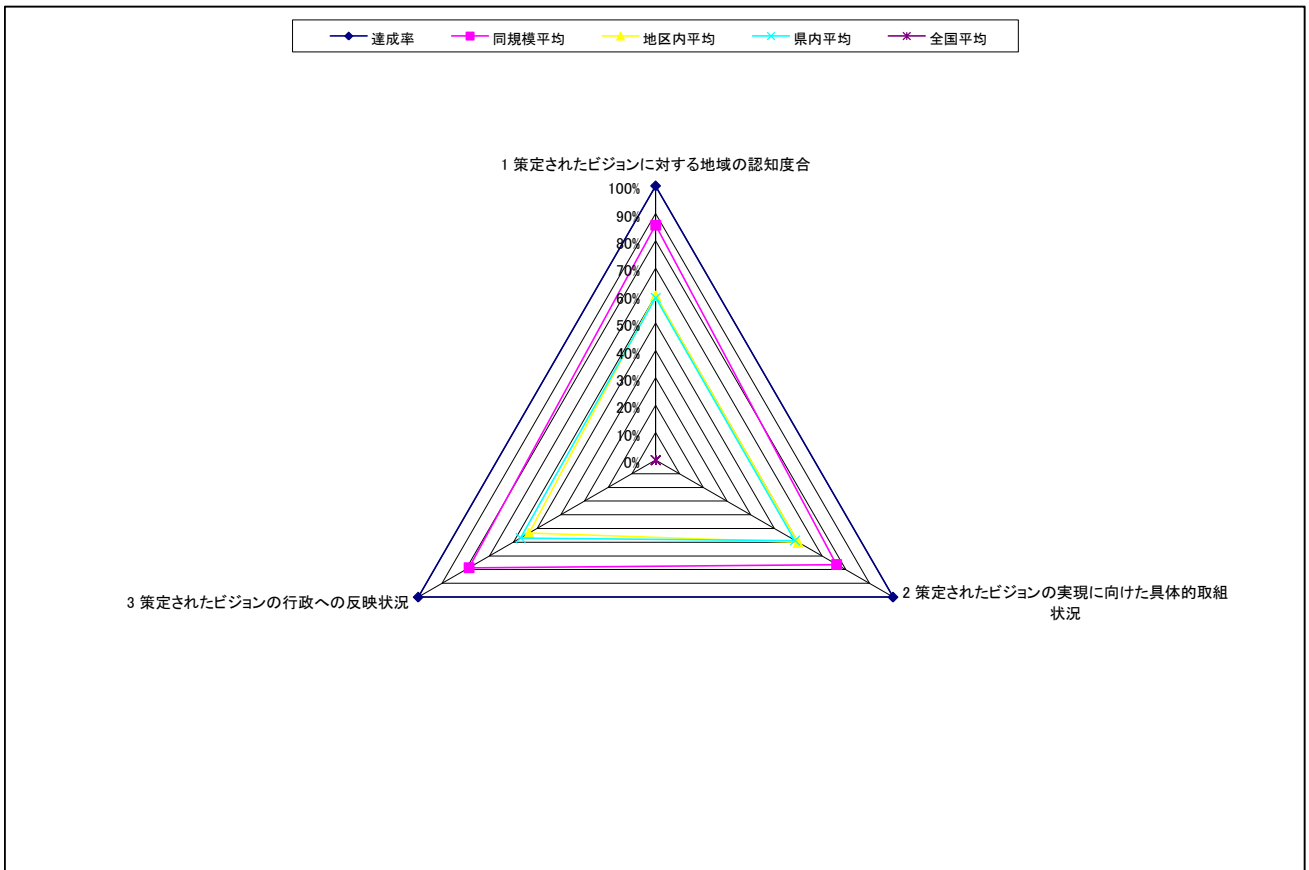 達成率 同規模平均 地区内平均 県内平均 全国平均
1 策定されたビジョンに対する地域の認知度合
100%
90%
80%
70%
60%
50%
40%
30%
20%
10%
0%
3 策定されたビジョンの行政への反映状況
2 策定されたビジョンの実現に向けた具体的取組
状況